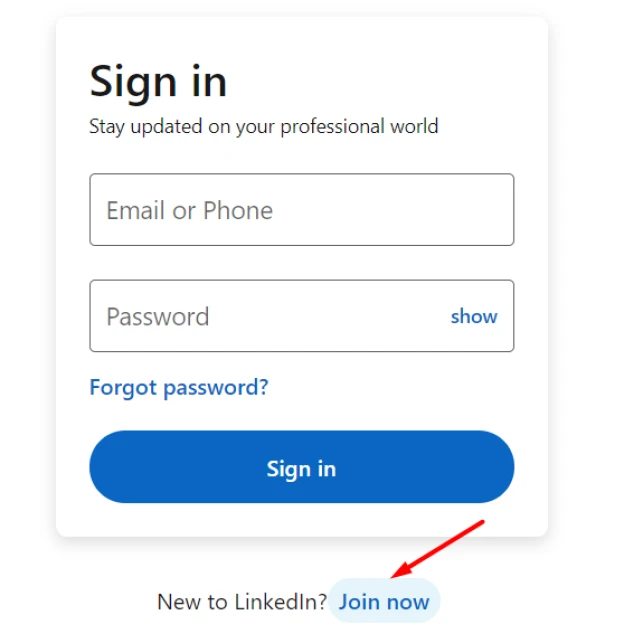 Sign in
Stay updated on your professional world
Email or Phone
Password show
Forgot password?
Sign in
New to LinkedIn? Join now